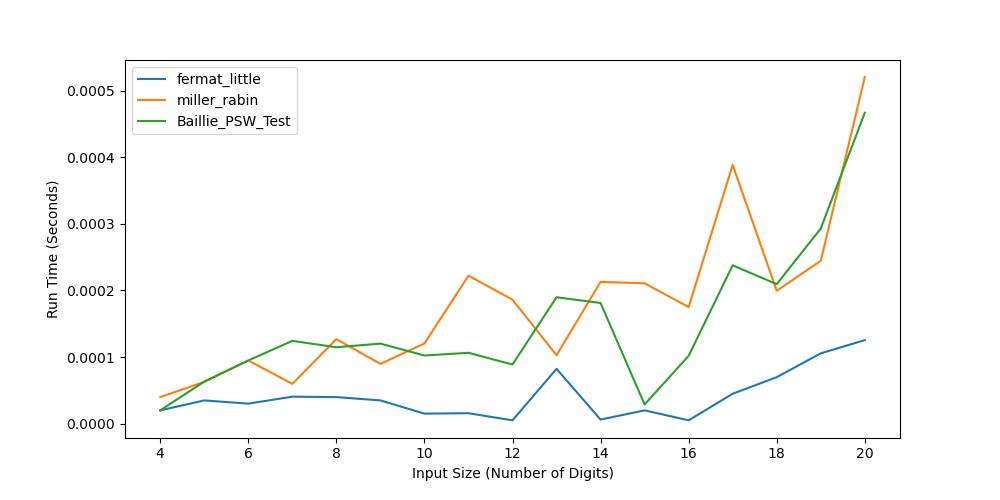 fermat_little
miller_rabin
Baillie_PSW_Test
0.0005
0.0004
0.0003
0.0002
0.0001
0.0000
Run Time (Seconds)
4 6 8 10 12 14 16 18 20
Input Size (Number of Digits)